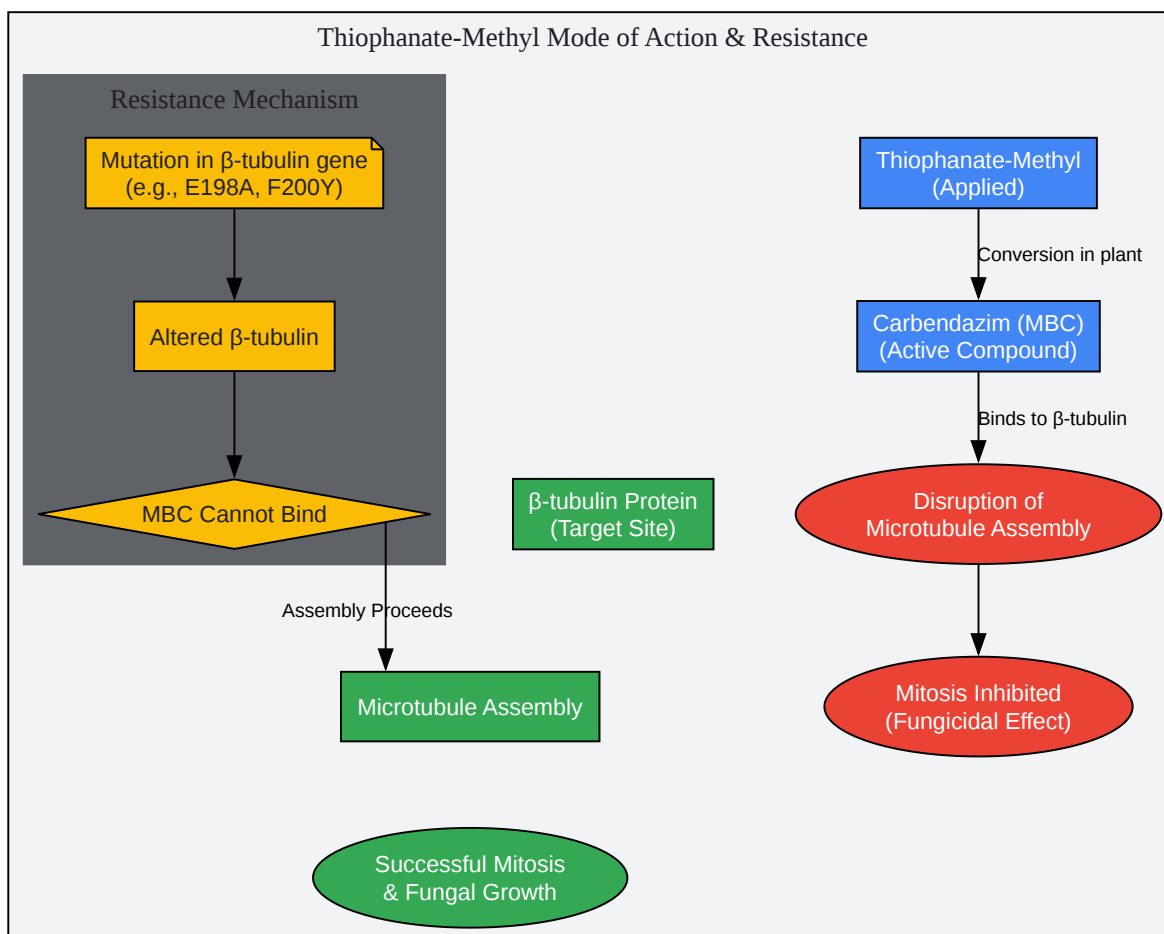 Thiophanate-Methyl Mode of Action & Resistance
Resistance Mechanism
Mutation in β-tubulin gene
(e.g., E198A, F200Y)
Altered β-tubulin
MBC Cannot Bind
Assembly Proceeds
Microtubule Assembly
β-tubulin Protein
(Target Site)
Successful Mitosis
& Fungal Growth
Thiophanate-Methyl
(Applied)
Conversion in plant
Carbendazim (MBC)
(Active Compound)
Binds to β-tubulin
Disruption of
Microtubule Assembly
Mitosis Inhibited
(Fungicidal Effect)